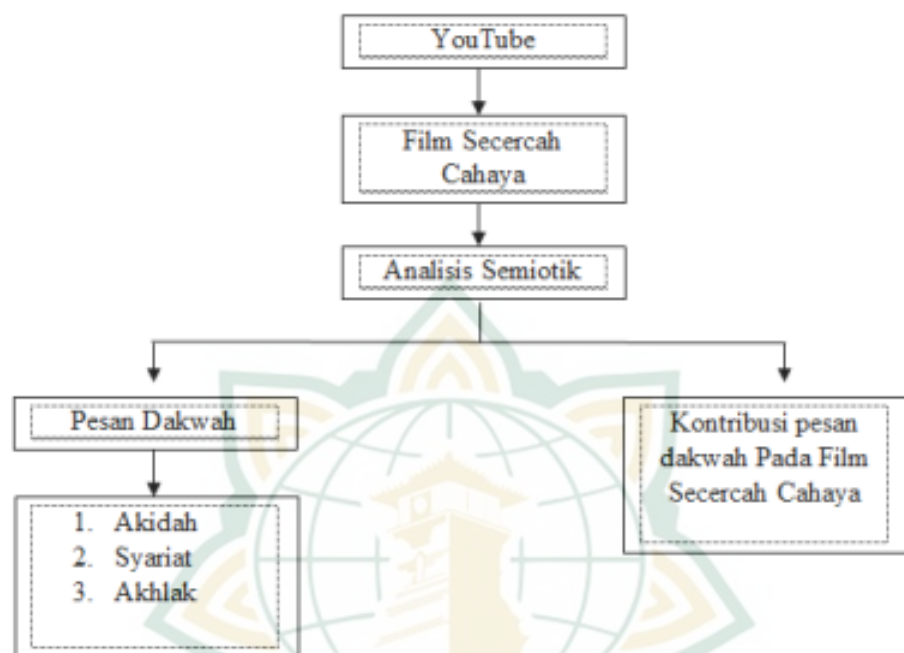 YouTube
Film Secercah
Cahaya
Analisis Semiotik
Pesan Dakwah
1. Akidah
2. Syariat
3. Akhlak
Kontribusi pesan
dakwah Pada Film
Secercah Cahaya